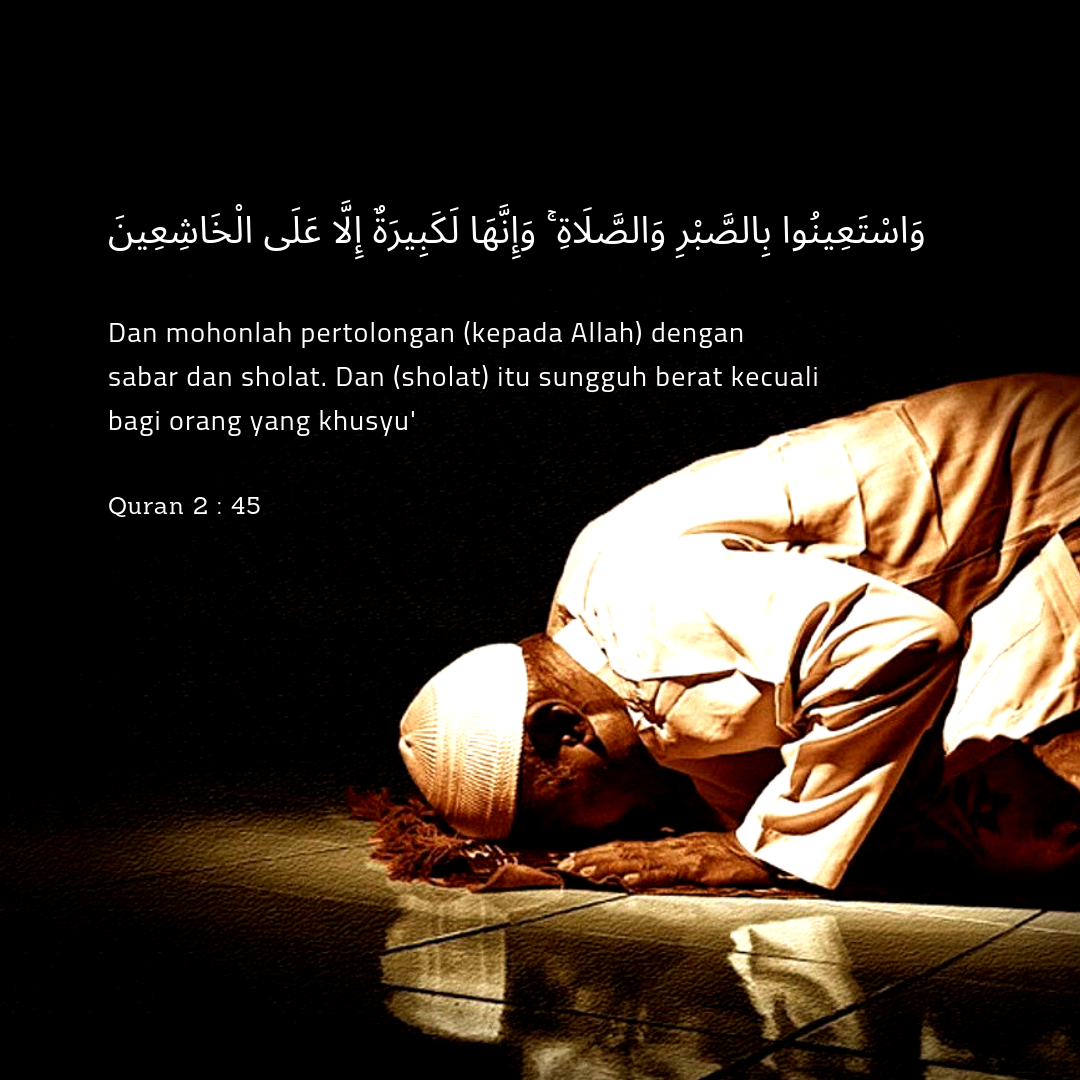 وَاسْتَعِينُوا بِالصَّبْرِ وَالصَّلَاةِ ۚ وَإِنَّهَا لَكَبِيرَةٌ إِلَّا عَلَى الْخَاشِعِينَ
Dan mohonlah pertolongan (kepada Allah) dengan
sabar dan sholat. Dan (sholat) itu sungguh berat kecuali
bagi orang yang khusyu'
Quran 2 : 45